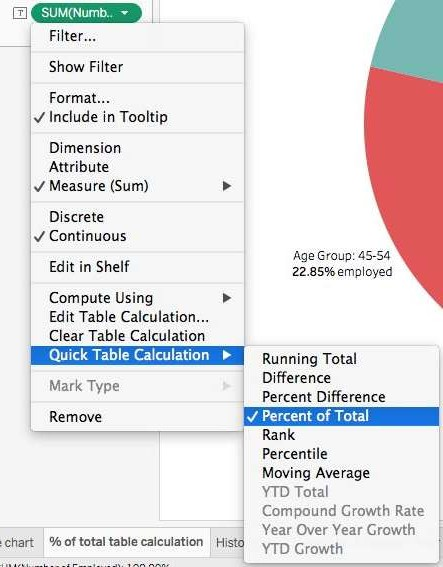 T SUM(Numb..
Filter...
Show Filter
Format...
✓ Include in Tooltip
Dimension
Attribute
✓ Measure (Sum)
Discrete
✓ Continuous
Edit in Shelf
Compute Using
Edit Table Calculation...
Clear Table Calculation
Quick Table Calculation
Mark Type
Remove
Age Group: 45-54
22.85% employed
Running Total
Difference
Percent Difference
✓ Percent of Total
Rank
Percentile
Moving Average
YTD Total
Compound Growth Rate
Year Over Year Growth
YTD Growth
chart
% of total table calculation
Histo